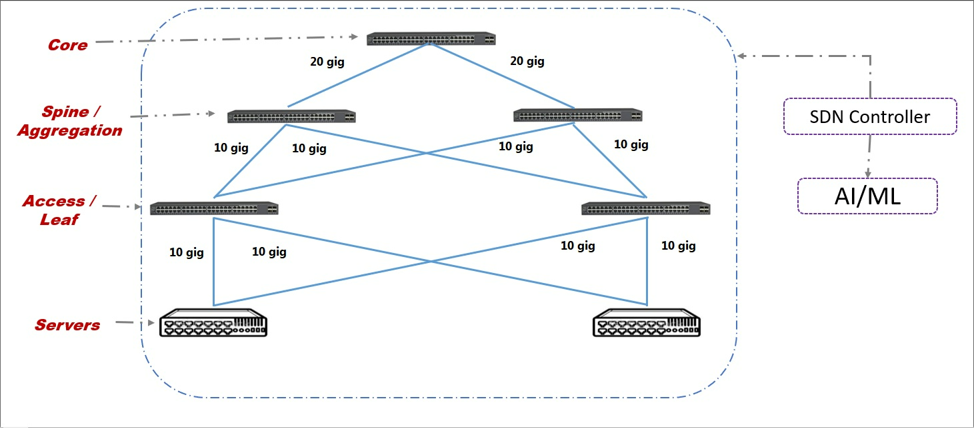 Core
20 gig
20 gig
Spine /
Aggregation
10 gig
10 gig
10 gig
10 gig
SDN Controller
AI/ML
Access /
Leaf
10 gig
10 gig
10 gig
10 gig
Servers